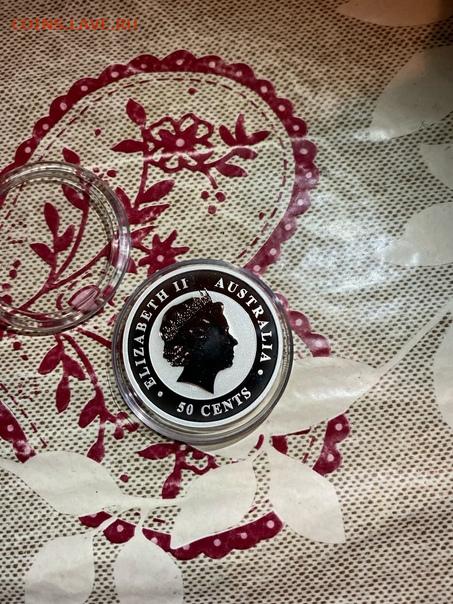 COINS.LAVE.RU
ELIZABETH II AUSTRALIA
• 50 CENTS •